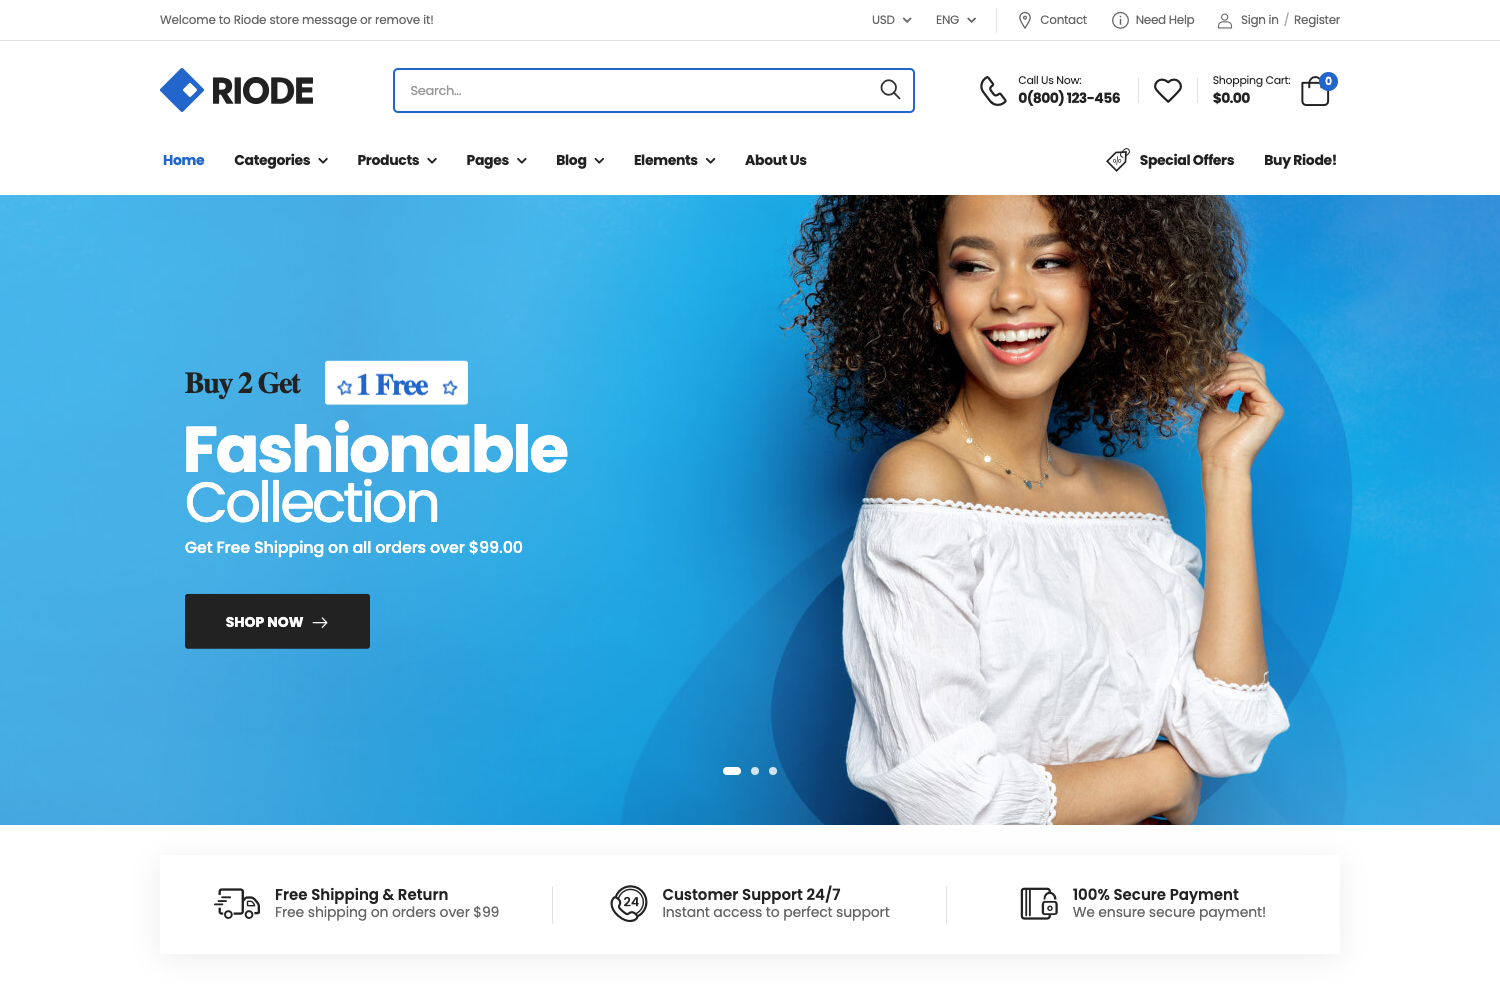 Welcome to Riode store message or remove it!
USD
ENG
Contact
Need Help
Sign in / Register
RIODE
Search...
Call Us Now:
0(800) 123-456
Shopping Cart:
$0.00
0
Home
Categories
Products
Pages
Blog
Elements
About Us
Special Offers
Buy Riode!
Buy 2 Get
1 Free
Fashionable
Collection
Get Free Shipping on all orders over $99.00
SHOP NOW
Free Shipping & Return
Free shipping on orders over $99
24
Customer Support 24/7
Instant access to perfect support
100% Secure Payment
We ensure secure payment!